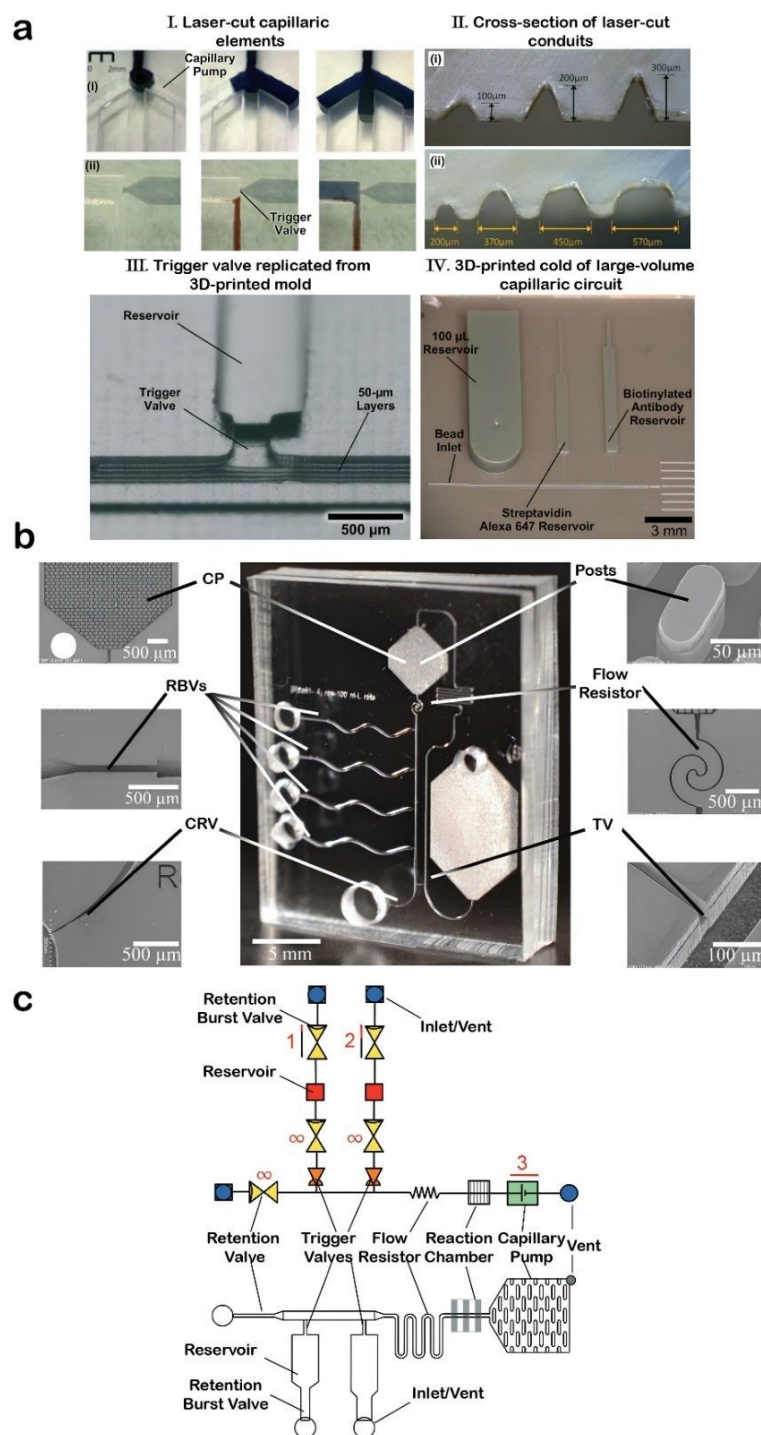 a
I. Laser-cut capillaric
elements
Capillary
Pump
0 2mm
(i)
(ii)
Trigger
Valve
II. Cross-section of laser-cut
conduits
(i)
100µm
200µm
300µm
(ii)
200µm
370µm
450µm
570µm
III. Trigger valve replicated from
3D-printed mold
Reservoir
Trigger
Valve
50-µm
Layers
500 µm
IV. 3D-printed cold of large-volume
capillaric circuit
100 µL
Reservoir
Bead
Inlet
Biotinylated
Antibody
Reservoir
Streptavidin
Alexa 647 Reservoir
3 mm
b
CP
500 µm
RBVs
500 µm
CRV
R
500 µm
5 mm
Posts
50 µm
Flow
Resistor
500 µm
TV
100 µm
c
Retention
Burst Valve
Inlet/Vent
1
2
Reservoir
∞
∞
∞
3
Retention
Valve
Trigger
Valves
Flow
Resistor
Reaction
Chamber
Capillary
Pump
Vent
Reservoir
Retention
Burst Valve
Inlet/Vent